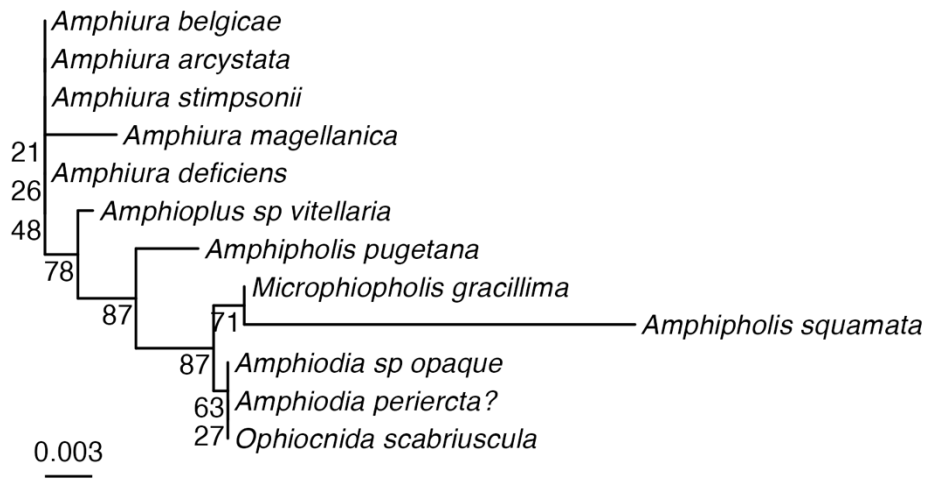 Amphiura belgicae
Amphiura arcystata
Amphiura stimpsonii
Amphiura magellanica
21
Amphiura deficiens
26
Amphioplus sp vitellaria
48
Amphipholis pugetana
78
Microphiopholis gracillima
87
71
Amphipholis squamata
87
Amphiodia sp opaque
63
Amphiodia periercta?
27
Ophiocnida scabriuscula
0.003